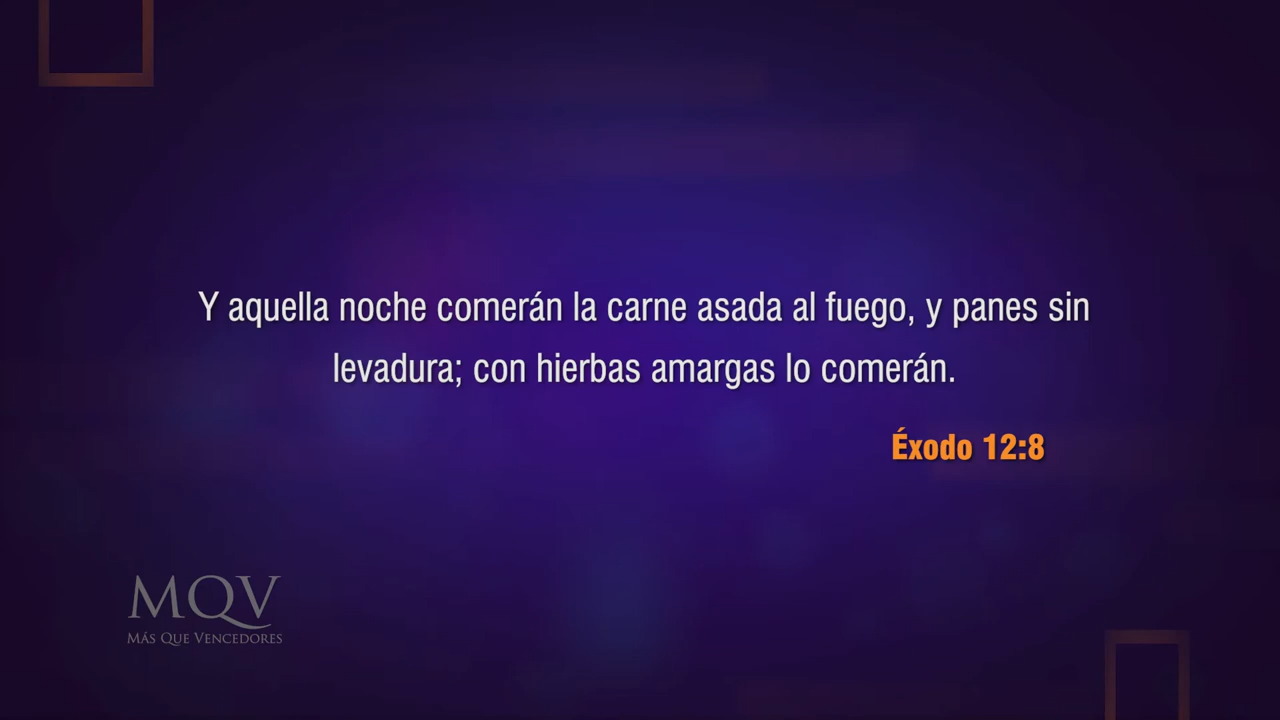 Y aquella noche comerán la carne asada al fuego, y panes sin
levadura; con hierbas amargas lo comerán.
Éxodo 12:8
MQV
Más Que Vencedores